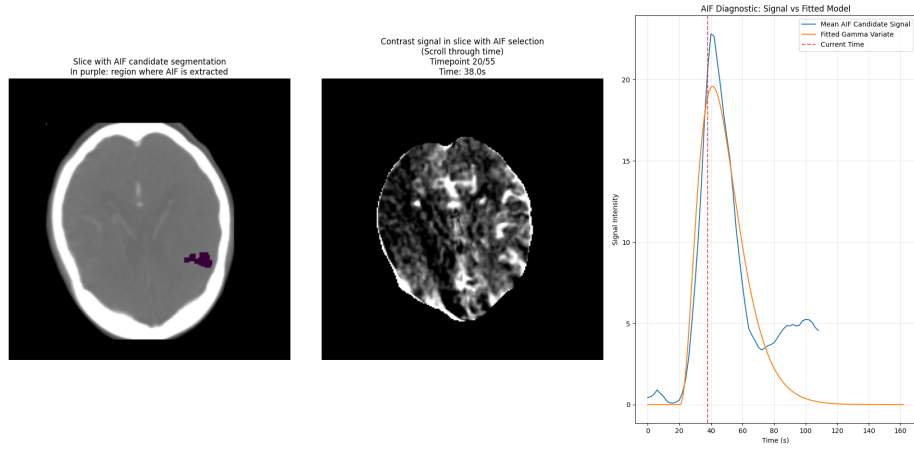 Slice with AIF candidate segmentation
In purple: region where AIF is extracted
Contrast signal in slice with AIF selection
(Scroll through time)
Timepoint 20/55
Time: 38.0s
AIF Diagnostic: Signal vs Fitted Model
Mean AIF Candidate Signal
Fitted Gamma Variate
Current Time
Signal Intensity
20
15
10
5
0
0 20 40 60 80 100 120 140 160
Time (s)